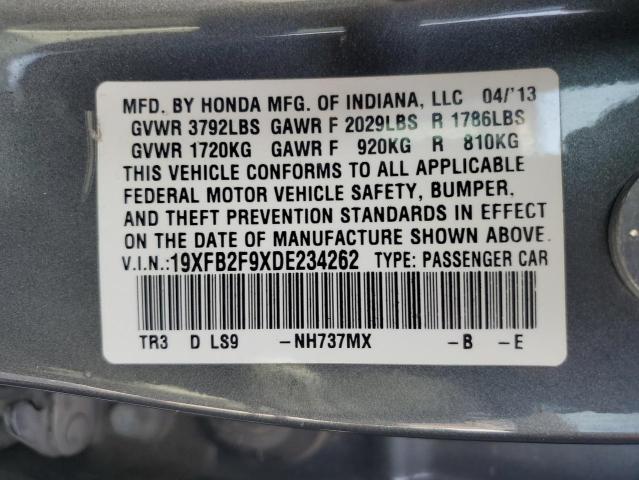 MFD. BY HONDA MFG. OF INDIANA, LLC 04/'13
GVWR 3792LBS GAWR F 2029LBS R 1786LBS
GVWR 1720KG GAWR F 920KG R 810KG
THIS VEHICLE CONFORMS TO ALL APPLICABLE
FEDERAL MOTOR VEHICLE SAFETY, BUMPER,
AND THEFT PREVENTION STANDARDS IN EFFECT
ON THE DATE OF MANUFACTURE SHOWN ABOVE.
V.I.N.:19XFB2F9XDE234262 TYPE: PASSENGER CAR
TR3 D LS9 –NH737MX –B –E